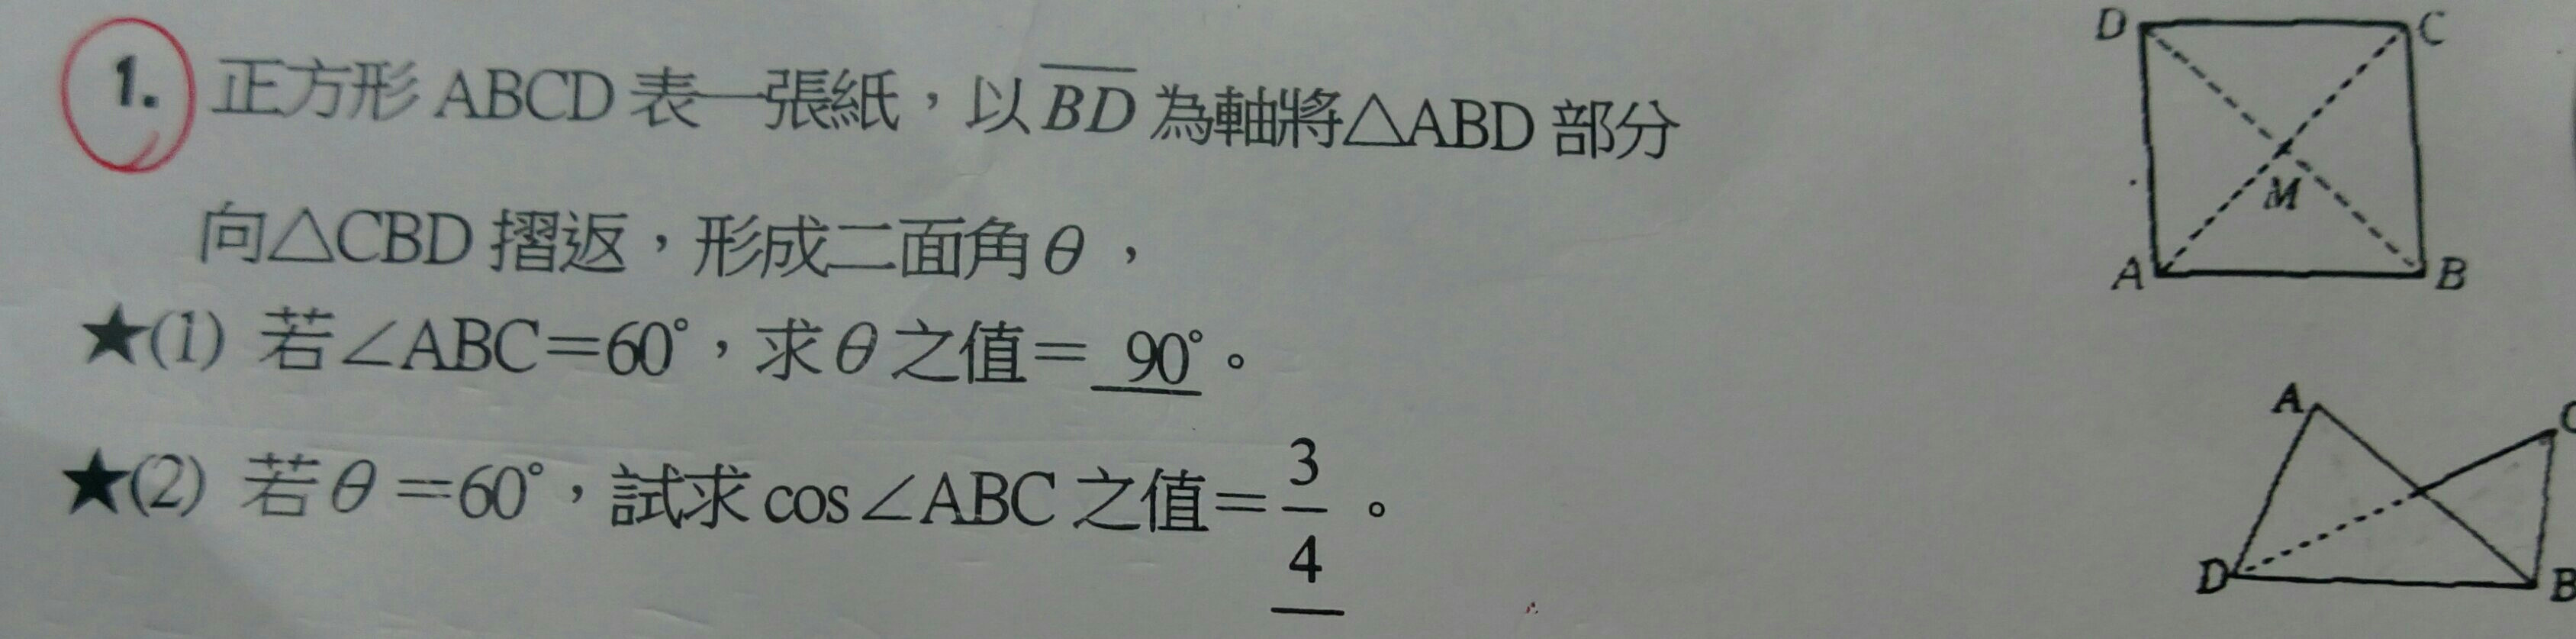 1. 正方形 ABCD 表一張紙，以 $\overline{BD}$ 為軸將△ABD 部分
向△CBD 摺返，形成二面角θ，
★(1) 若∠ABC=60°，求θ之值= 90°。
★(2) 若θ=60°，試求 cos∠ABC 之值= $\frac{3}{4}$。
D C
M
A B
A C
D B